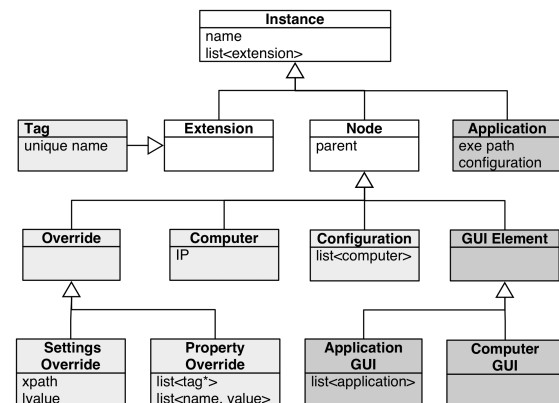 Instance
name
list<extension>
Tag
unique name
Extension
Node
parent
Application
exe path
configuration
Override
Computer
IP
Configuration
list<computer>
GUI Element
Settings
Override
xpath
lvalue
Property
Override
list<tag*>
list<name, value>
Application
GUI
list<application>
Computer
GUI